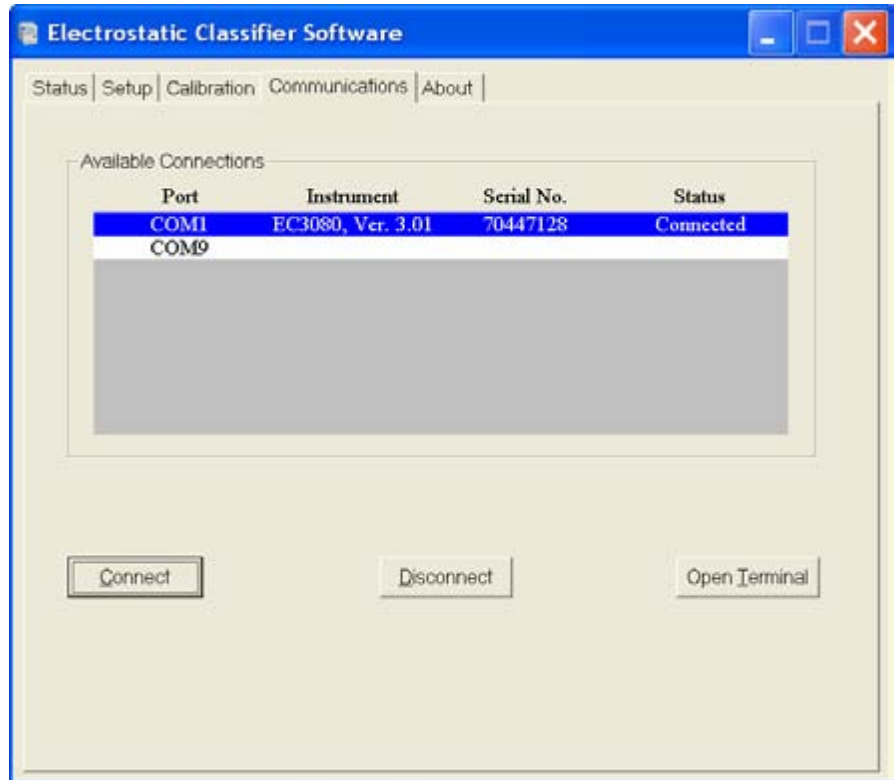 Electrostatic Classifier Software
Status Setup Calibration Communications About
Available Connections
Port Instrument Serial No. Status
COM1 EC3080, Ver. 3.01 70447128 Connected
COM9
Connect Disconnect Open Terminal